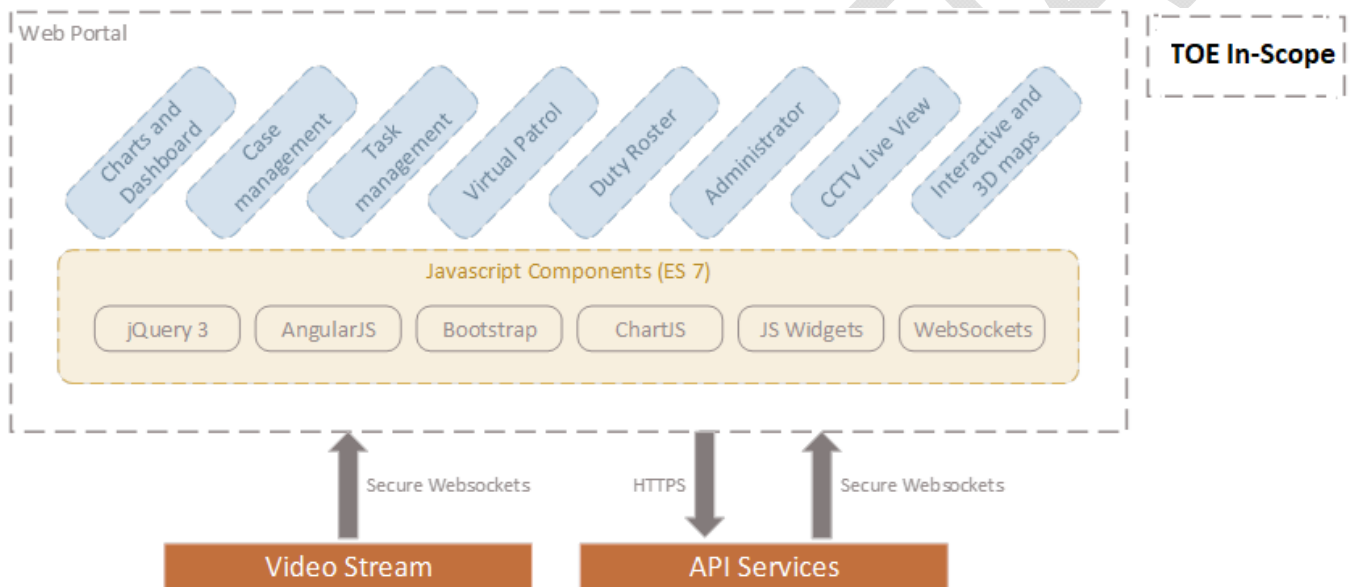 Web Portal
TOE In-Scope
Charts and
Dashboard
Case
management
Task
management
Virtual Patrol
Duty Roster
Administrator
CCTV Live View
Interactive and
3D maps
Javascript Components (ES 7)
jQuery 3
AngularJS
Bootstrap
ChartJS
JS Widgets
WebSockets
Secure Websockets
HTTPS
Secure Websockets
Video Stream
API Services